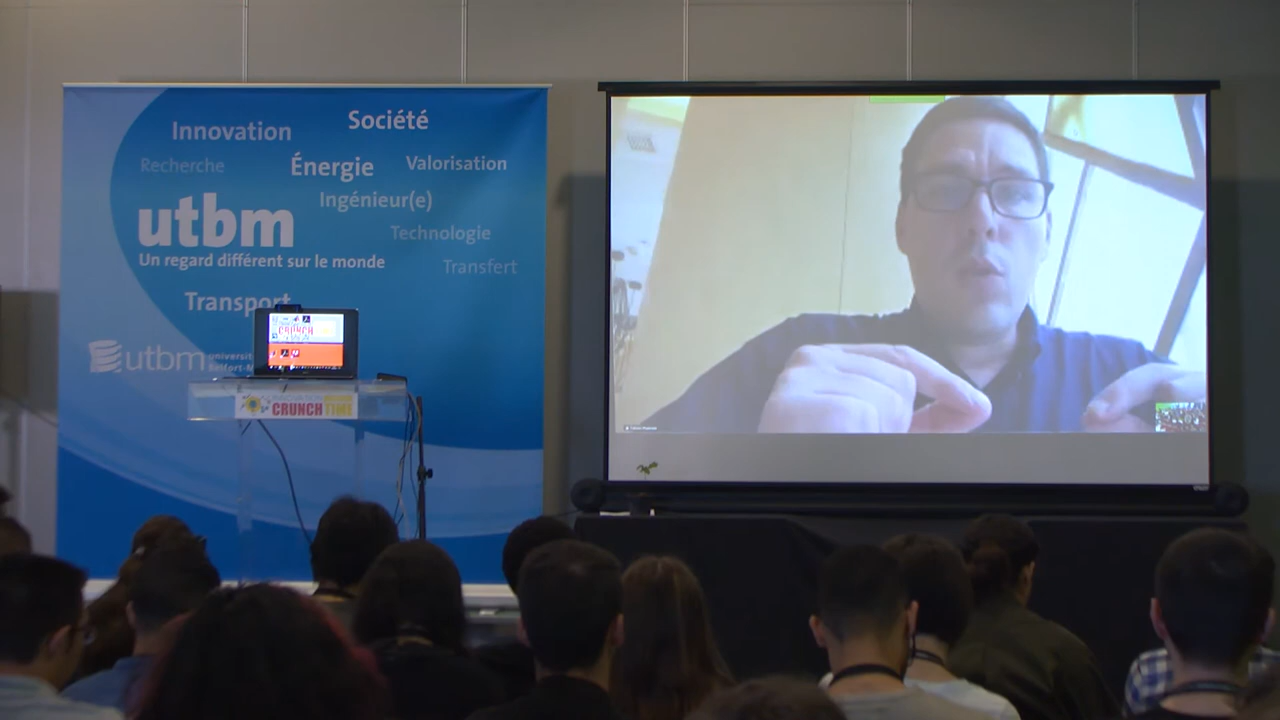 Société
Innovation
Recherche
Énergie
Valorisation
Ingénieur(e)
utbm
Technologie
Un regard différent sur le monde
Transfert
Transport
utbm
CRUNCH
INNOVATION
CRUNCH TIME